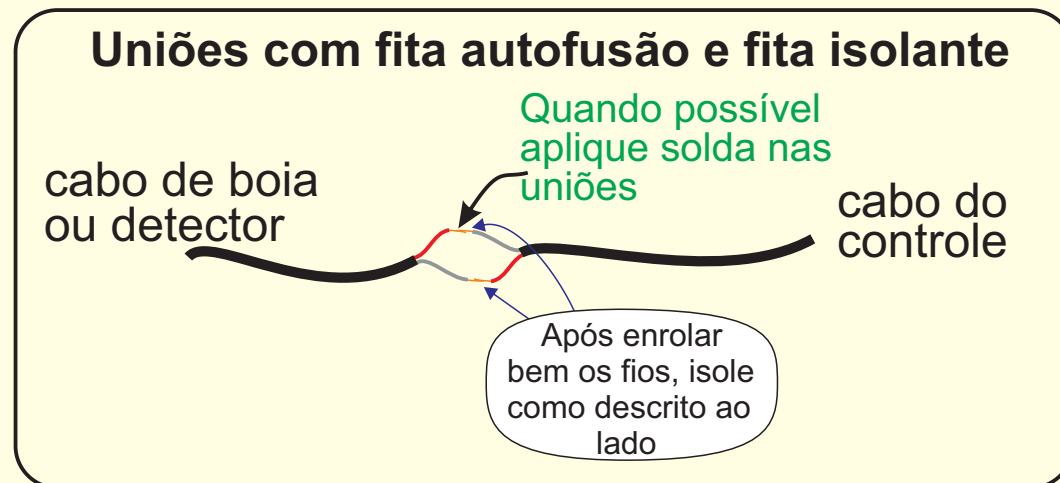 Uniões com fita autofusão e fita isolante
Quando possível
aplique solda nas
uniões
cabo de boia
ou detector
cabo do
controle
Após enrolar
bem os fios, isole
como descrito ao
lado